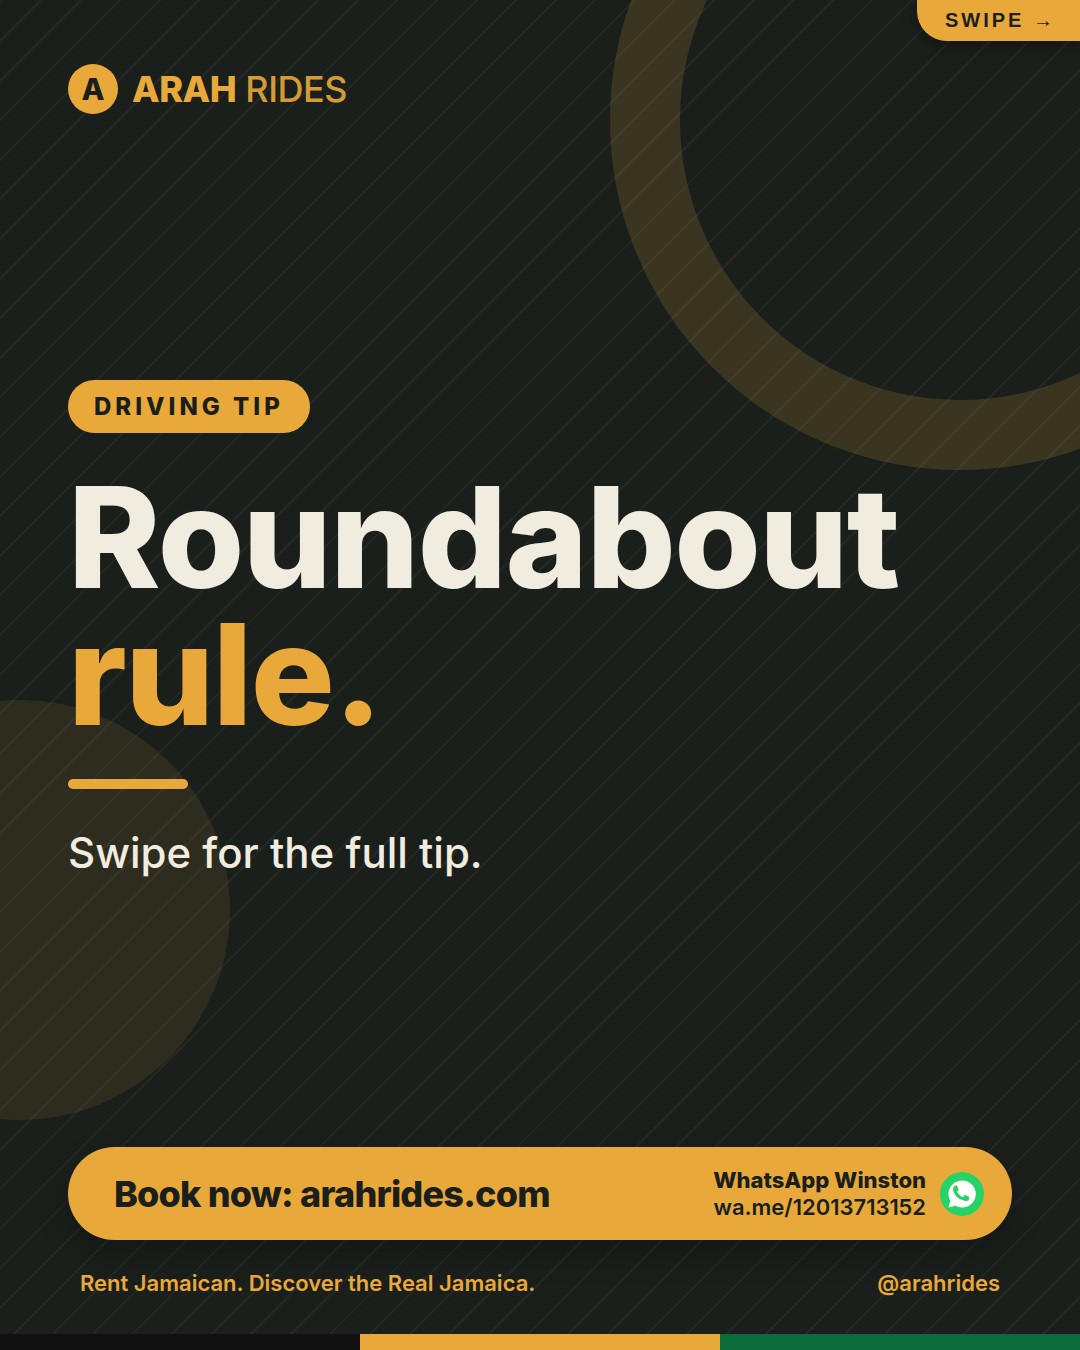 SWIPE →
A ARAH RIDES
DRIVING TIP
Roundabout
rule.
Swipe for the full tip.
Book now: arahrides.com
WhatsApp Winston
wa.me/12013713152
Rent Jamaican. Discover the Real Jamaica.
@arahrides